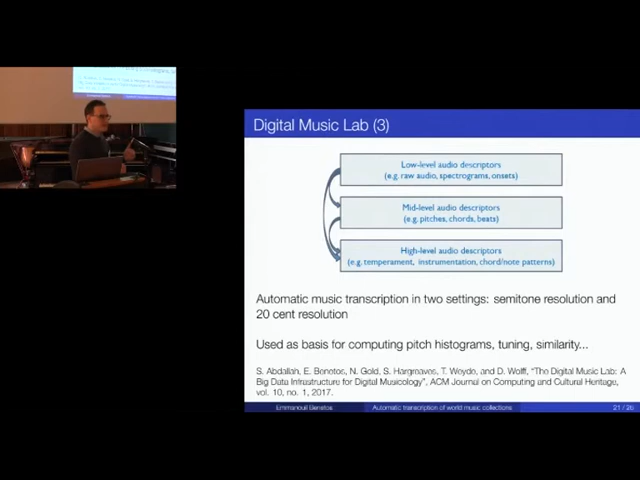 Digital Music Lab (3)
Low-level audio descriptors
(e.g. raw audio, spectrograms, onsets)
Mid-level audio descriptors
(e.g. pitches, chords, beats)
High-level audio descriptors
(e.g. temperament, instrumentation, chord/note patterns)
Automatic music transcription in two settings: semitone resolution and
20 cent resolution
Used as basis for computing pitch histograms, tuning, similarity...
S. Abdallah, E. Benetos, N. Gold, S. Hargreaves, T. Weyde, and D. Wolff, "The Digital Music Lab: A
Big Data Infrastructure for Digital Musicology", ACM Journal on Computing and Cultural Heritage,
vol. 10, no. 1, 2017.
Emmanouil Benetos Automatic transcription of world music collections 21 / 26